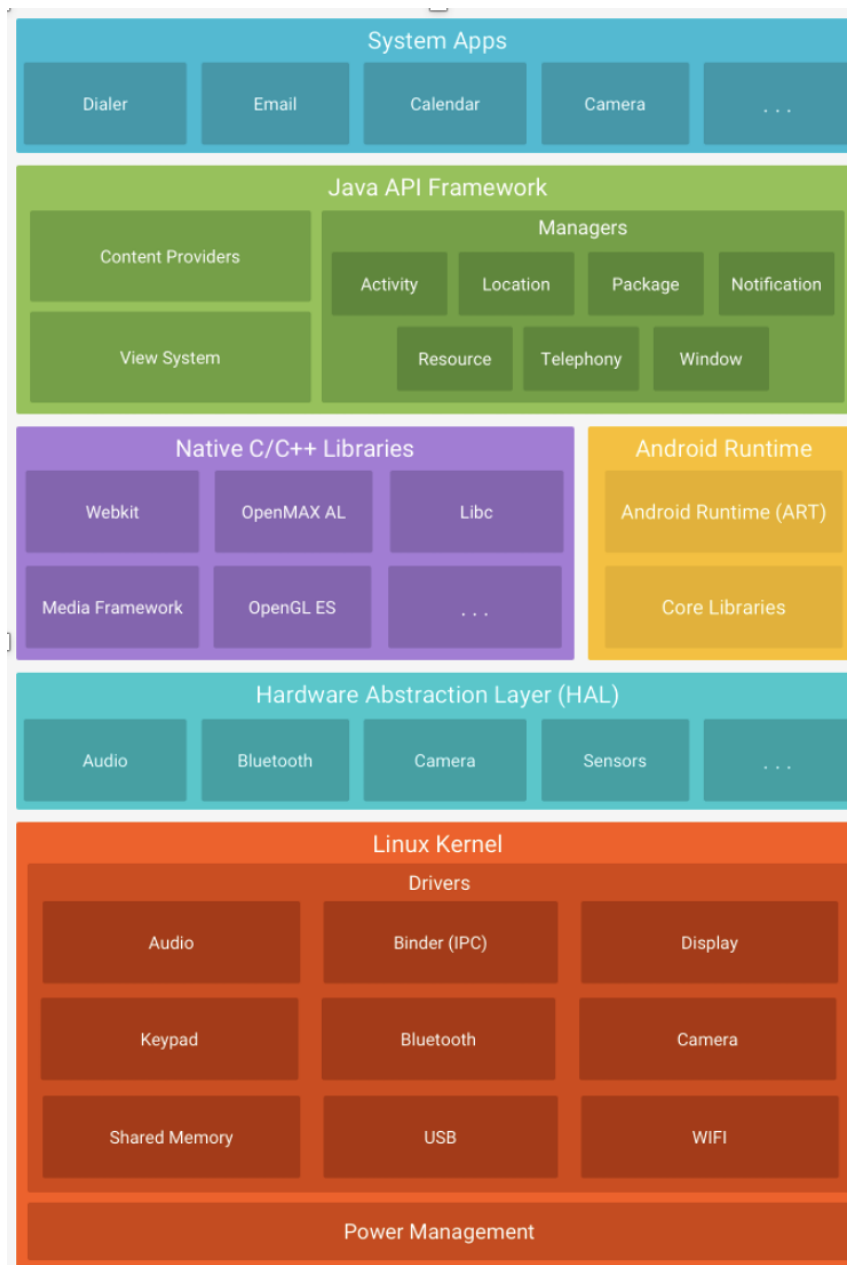 System Apps
Dialer Email Calendar Camera . . .
Java API Framework
Content Providers
View System
Managers
Activity Location Package Notification
Resource Telephony Window
Native C/C++ Libraries
Webkit OpenMAX AL Libc
Media Framework OpenGL ES . . .
Android Runtime
Android Runtime (ART)
Core Libraries
Hardware Abstraction Layer (HAL)
Audio Bluetooth Camera Sensors . . .
Linux Kernel
Drivers
Audio Binder (IPC) Display
Keypad Bluetooth Camera
Shared Memory USB WIFI
Power Management